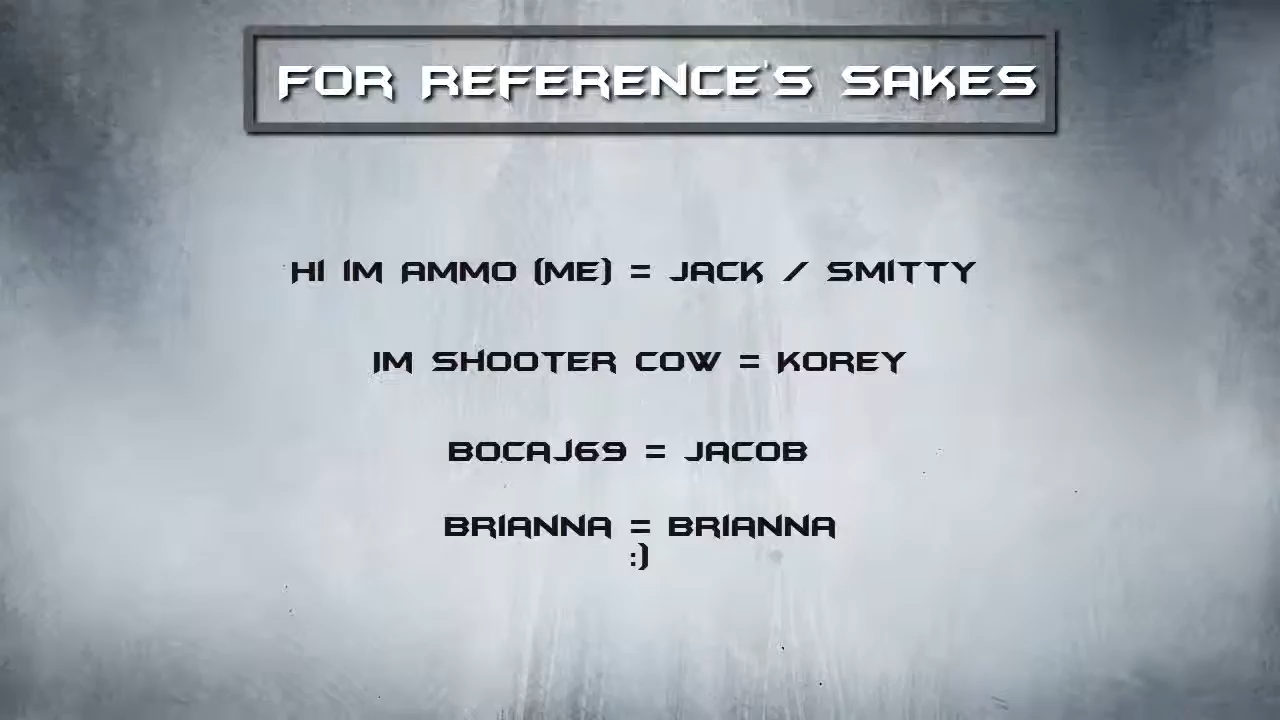 FOR REFERENCE'S SAKES
HI IM AMMO (ME) = JACK / SMITTY
IM SHOOTER COW = KOREY
BOCAJ69 = JACOB
BRIANNA = BRIANNA
:)